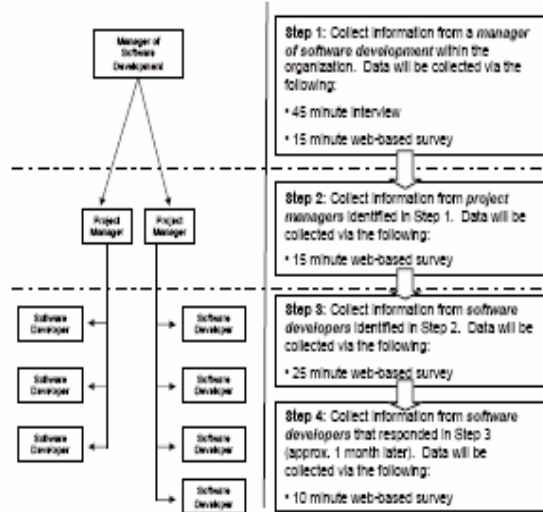 Manager of
Software
Development
Project
Manager
Project
Manager
Software
Developer
Software
Developer
Software
Developer
Software
Developer
Software
Developer
Software
Developer
Software
Developer
Step 1: Collect Information from a manager
of software development within the
organization. Data will be collected via the
following:
• 45 minute Interview
• 15 minute web-based survey
Step 2: Collect Information from project
managers Identified in Step 1. Data will be
collected via the following:
• 15 minute web-based survey
Step 3: Collect Information from software
developers Identified in Step 2. Data will be
collected via the following:
• 25 minute web-based survey
Step 4: Collect Information from software
developers that responded in Step 3
(approx. 1 month later). Data will be
collected via the following:
• 10 minute web-based survey